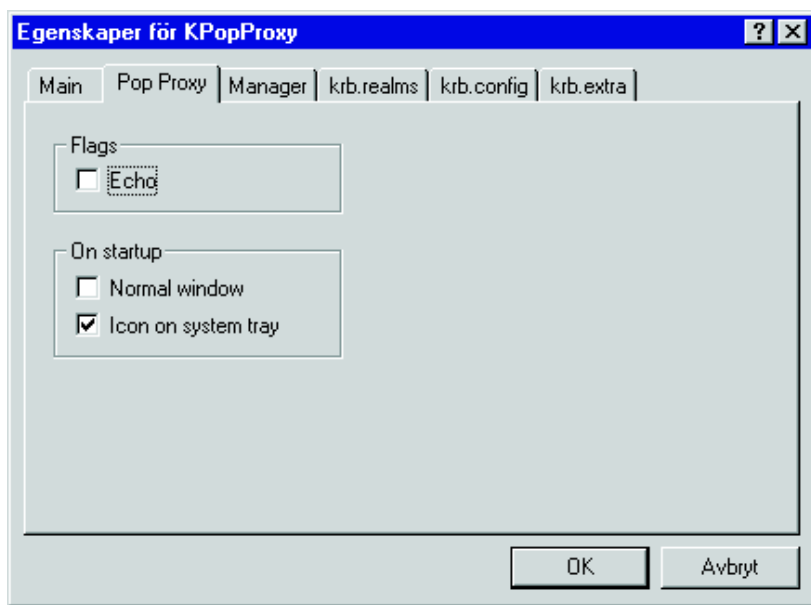 Egenskaper för KPopProxy
Main Pop Proxy Manager krb.realms krb.config krb.extra
Flags
Echo
On startup
Normal window
Icon on system tray
OK Avbryt